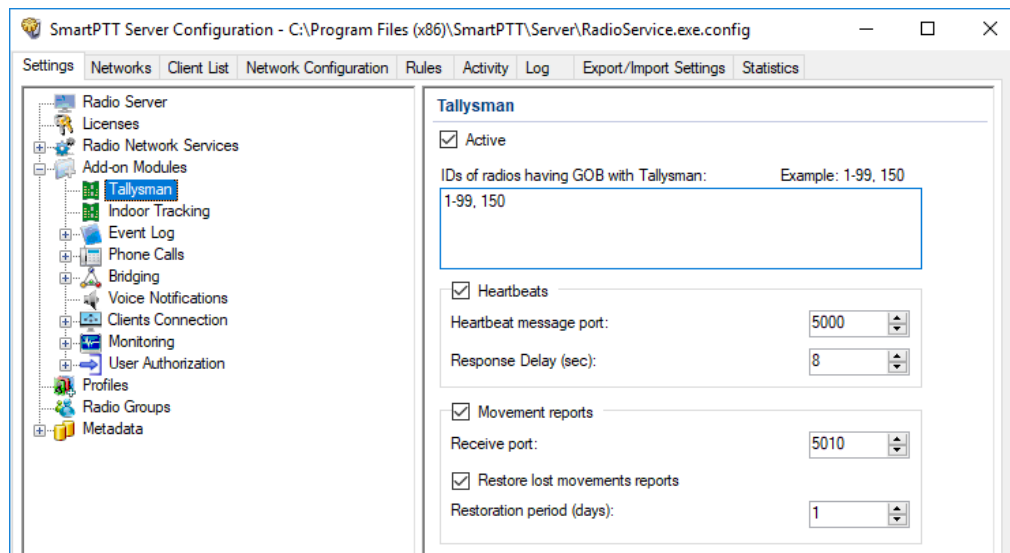 SmartPTT Server Configuration - C:\Program Files (x86)\SmartPTT\Server\RadioService.exe.config
Settings Networks Client List Network Configuration Rules Activity Log Export/Import Settings Statistics
Radio Server
Licenses
Radio Network Services
Add-on Modules
Tallysman
Indoor Tracking
Event Log
Phone Calls
Bridging
Voice Notifications
Clients Connection
Monitoring
User Authorization
Profiles
Radio Groups
Metadata
Tallysman
Active
IDs of radios having GOB with Tallysman: Example: 1-99, 150
1-99, 150
Heartbeats
Heartbeat message port: 5000
Response Delay (sec): 8
Movement reports
Receive port: 5010
Restore lost movements reports
Restoration period (days): 1